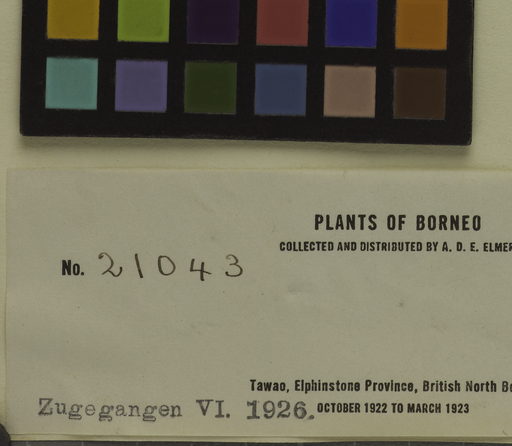 PLANTS OF BORNEO
COLLECTED AND DISTRIBUTED BY A. D. E. ELMER
No. 21043
Tawao, Elphinstone Province, British North
Zugegangen VI. 1926. OCTOBER 1922 TO MARCH 1923